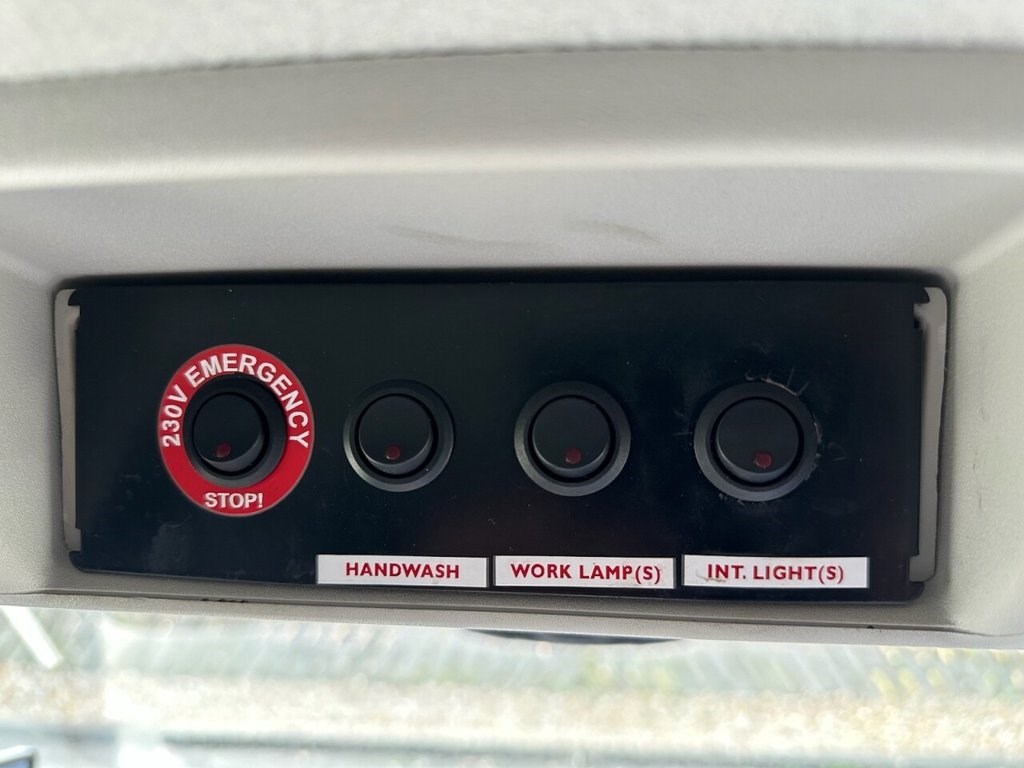 230V EMERGENCY
STOP!
HANDWASH
WORK LAMP(S)
INT. LIGHT(S)